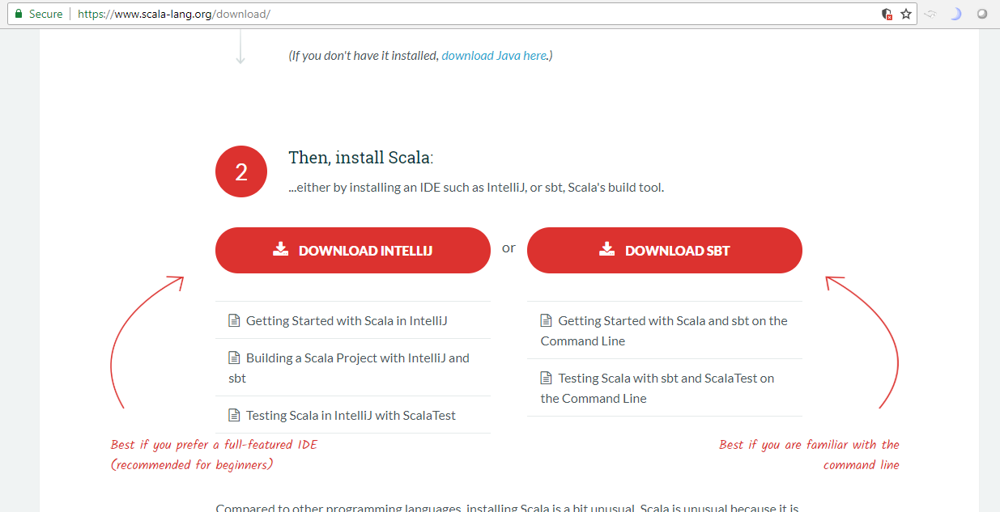 Secure https://www.scala-lang.org/download/
(If you don't have it installed, download Java here.)
2
Then, install Scala:
...either by installing an IDE such as IntelliJ, or sbt, Scala's build tool.
DOWNLOAD INTELLIJ
or
DOWNLOAD SBT
Getting Started with Scala in IntelliJ
Building a Scala Project with IntelliJ and
sbt
Testing Scala in IntelliJ with ScalaTest
Getting Started with Scala and sbt on the
Command Line
Testing Scala with sbt and ScalaTest on
the Command Line
Best if you prefer a full-featured IDE
(recommended for beginners)
Best if you are familiar with the
command line
Compared to other programming languages, installing Scala is a bit unusual. Scala is unusual because it is